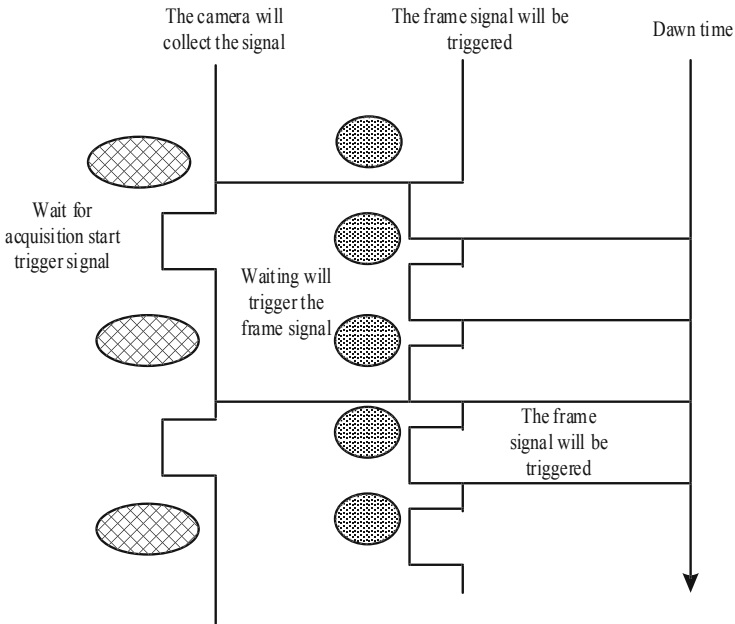 The camera will
collect the signal
The frame signal will be
triggered
Dawn time
Wait for
acquisition start
trigger signal
Waiting will
trigger the
frame signal
The frame
signal will be
triggered